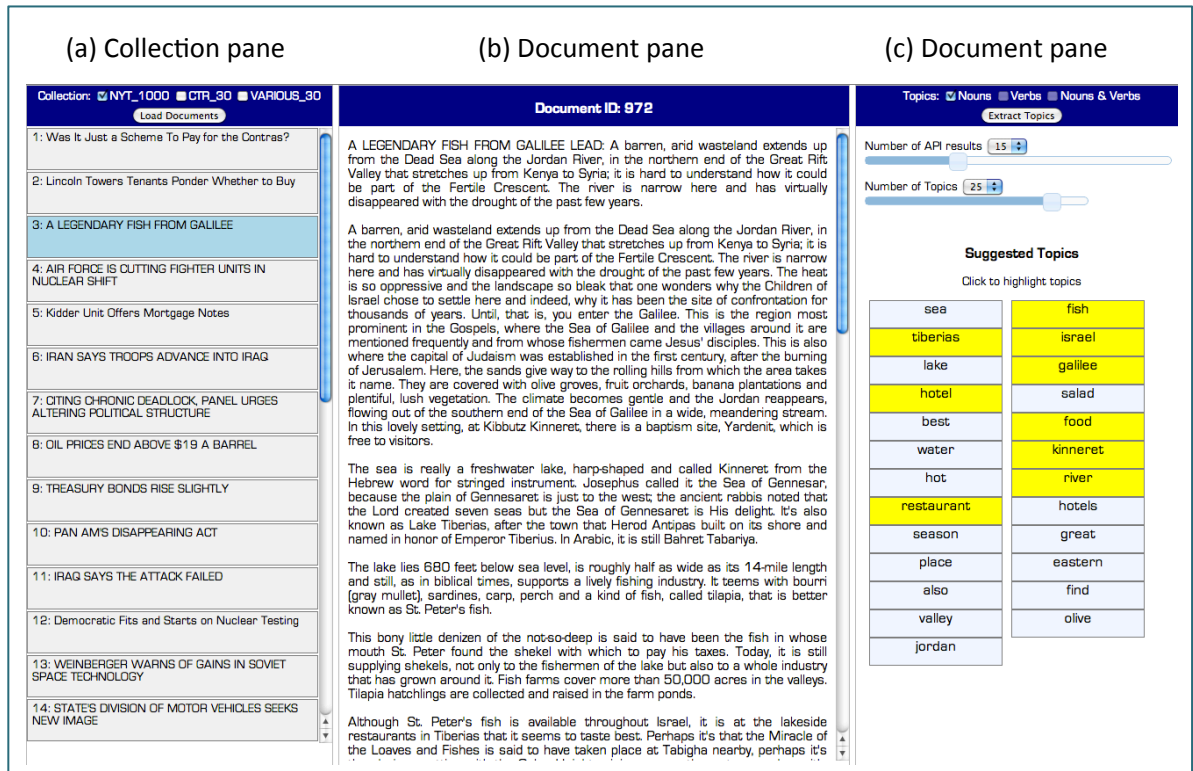 (a) Collection pane
(b) Document pane
(c) Document pane
Collection: NYT_1000 CTR_30 VARIOUS_30
Load Documents
1: Was It Just a Scheme To Pay for the Contras?
2: Lincoln Towers Tenants Ponder Whether to Buy
3: A LEGENDARY FISH FROM GALILEE
4: AIR FORCE IS CUTTING FIGHTER UNITS IN
NUCLEAR SHIFT
5: Kidder Unit Offers Mortgage Notes
6: IRAN SAYS TROOPS ADVANCE INTO IRAQ
7: CITING CHRONIC DEADLOCK, PANEL URGES
ALTERING POLITICAL STRUCTURE
8: OIL PRICES END ABOVE $19 A BARREL
9: TREASURY BONDS RISE SLIGHTLY
10: PAN AM'S DISAPPEARING ACT
11: IRAQ SAYS THE ATTACK FAILED
12: Democratic Fits and Starts on Nuclear Testing
13: WEINBERGER WARNS OF GAINS IN SOVIET
SPACE TECHNOLOGY
14: STATE'S DIVISION OF MOTOR VEHICLES SEEKS
NEW IMAGE
Document ID: 972
A LEGENDARY FISH FROM GALILEE LEAD: A barren, arid wasteland extends up
from the Dead Sea along the Jordan River, in the northern end of the Great Rift
Valley that stretches up from Kenya to Syria; it is hard to understand how it could
be part of the Fertile Crescent. The river is narrow here and has virtually
disappeared with the drought of the past few years.
A barren, arid wasteland extends up from the Dead Sea along the Jordan River, in
the northern end of the Great Rift Valley that stretches up from Kenya to Syria; it is
hard to understand how it could be part of the Fertile Crescent. The river is narrow
here and has virtually disappeared with the drought of the past few years. The heat
is so oppressive and the landscape so bleak that one wonders why the Children of
Israel chose to settle here and indeed, why it has been the site of confrontation for
thousands of years. Until, that is, you enter the Galilee. This is the region most
prominent in the Gospels, where the Sea of Galilee and the villages around it are
mentioned frequently and from whose fishermen came Jesus' disciples. This is also
where the capital of Judaism was established in the first century, after the burning
of Jerusalem. Here, the sands give way to the rolling hills from which the area takes
it name. They are covered with olive groves, fruit orchards, banana plantations and
plentiful, lush vegetation. The climate becomes gentle and the Jordan reappears,
flowing out of the southern end of the Sea of Galilee in a wide, meandering stream.
In this lovely setting, at Kibbutz Kinneret, there is a baptism site, Yardenit, which is
free to visitors.
The sea is really a freshwater lake, harp-shaped and called Kinneret from the
Hebrew word for stringed instrument. Josephus called it the Sea of Gennesar,
because the plain of Gennesaret is just to the west; the ancient rabbis noted that
the Lord created seven seas but the Sea of Gennesaret is His delight. It's also
known as Lake Tiberias, after the town that Herod Antipas built on its shore and
named in honor of Emperor Tiberius. In Arabic, it is still Bahret Tabariya.
The lake lies 680 feet below sea level, is roughly half as wide as its 14-mile length
and still, as in biblical times, supports a lively fishing industry. It teems with bourri
(gray mullet), sardines, carp, perch and a kind of fish, called tilapia, that is better
known as St. Peter's fish.
This bony little denizen of the not-so-deep is said to have been the fish in whose
mouth St. Peter found the shekel with which to pay his taxes. Today, it is still
supplying shekels, not only to the fishermen of the lake but also to a whole industry
that has grown around it. Fish farms cover more than 50,000 acres in the valleys.
Tilapia hatchlings are collected and raised in the farm ponds.
Although St. Peter's fish is available throughout Israel, it is at the lakeside
restaurants in Tiberias that it seems to taste best. Perhaps it's that the Miracle of
the Loaves and Fishes is said to have taken place at Tabigha nearby, perhaps it's
Topics: Nouns Verbs Nouns & Verbs
Extract Topics
Number of API results 15
Number of Topics 25
Suggested Topics
Click to highlight topics
sea fish
tiberias israel
lake galilee
hotel salad
best food
water kinneret
hot river
restaurant hotels
season great
place eastern
also find
valley olive
jordan